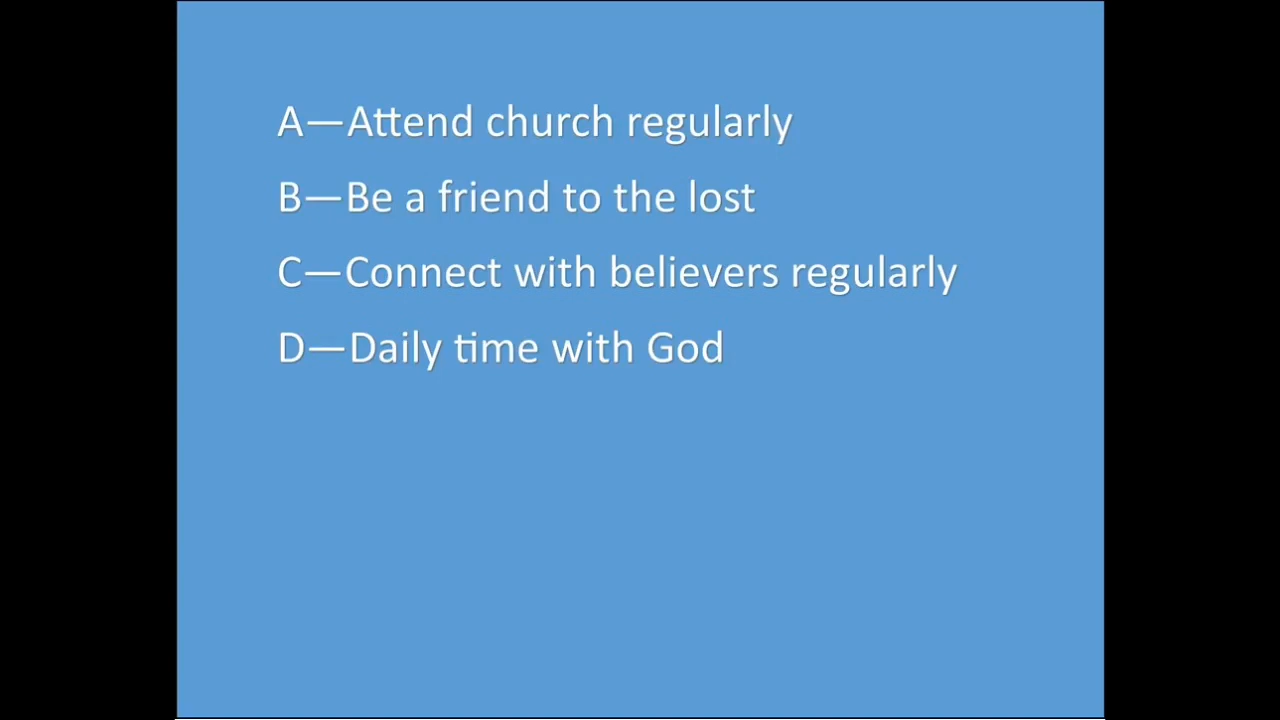 A—Attend church regularly
B—Be a friend to the lost
C—Connect with believers regularly
D—Daily time with God